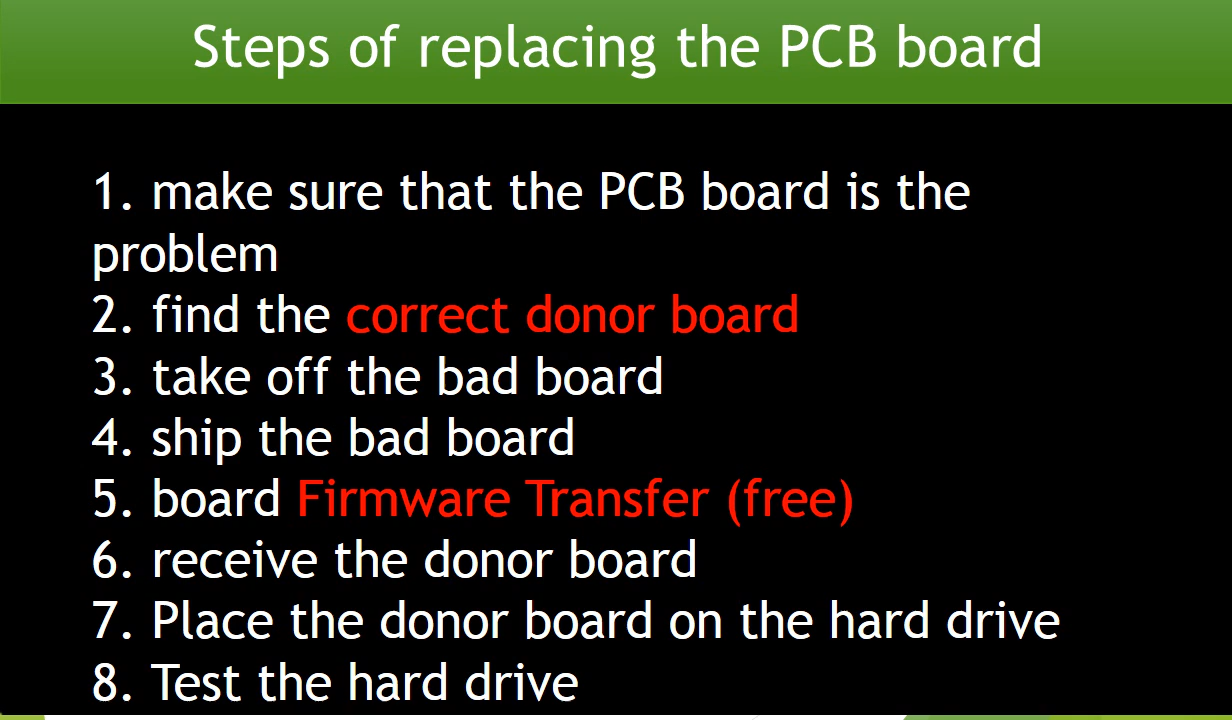 Steps of replacing the PCB board
1. make sure that the PCB board is the
problem
2. find the correct donor board
3. take off the bad board
4. ship the bad board
5. board Firmware Transfer (free)
6. receive the donor board
7. Place the donor board on the hard drive
8. Test the hard drive